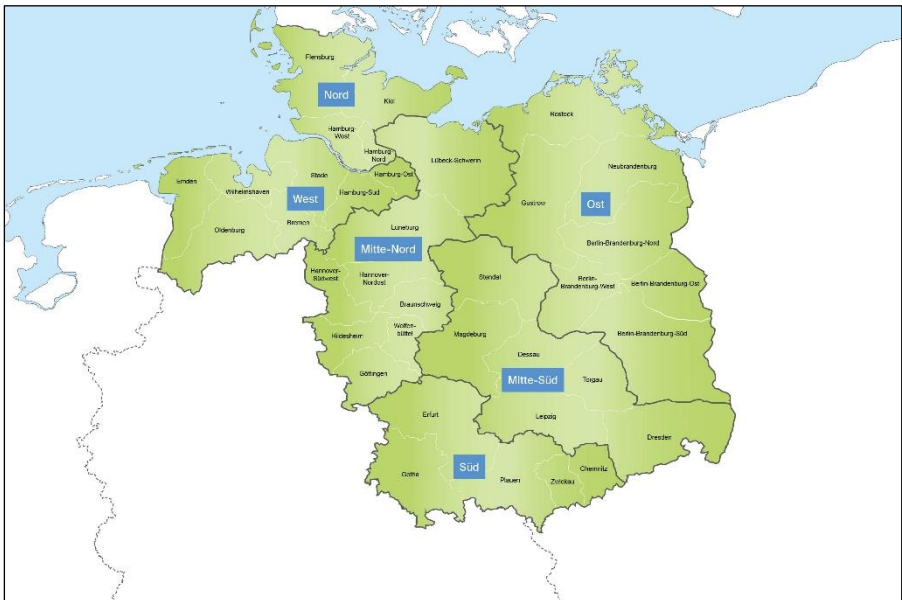 Flensburg
Nord
Kiel
Hamburg-
West
Hamburg
Nord
Lübeck-Schwerin
Rostock
Neubrandenburg
Güstrow
Ost
Berlin-Brandenburg-Nord
Emden
Wilhelmshaven
Stade
Hamburg-Ost
Hamburg-Süd
West
Oldenburg
Bremen
Lüneburg
Mitte-Nord
Hannover-
Südwest
Hannover-
Nordost
Braunschweig
Wolfen-
büttel
Hildesheim
Göttingen
Stendal
Berlin-
Brandenburg-West
Berlin-Brandenburg-Ost
Berlin-Brandenburg-Süd
Magdeburg
Dessau
Mitte-Süd
Torgau
Leipzig
Dresden
Erfurt
Süd
Gotha
Plauen
Zwickau
Chemnitz